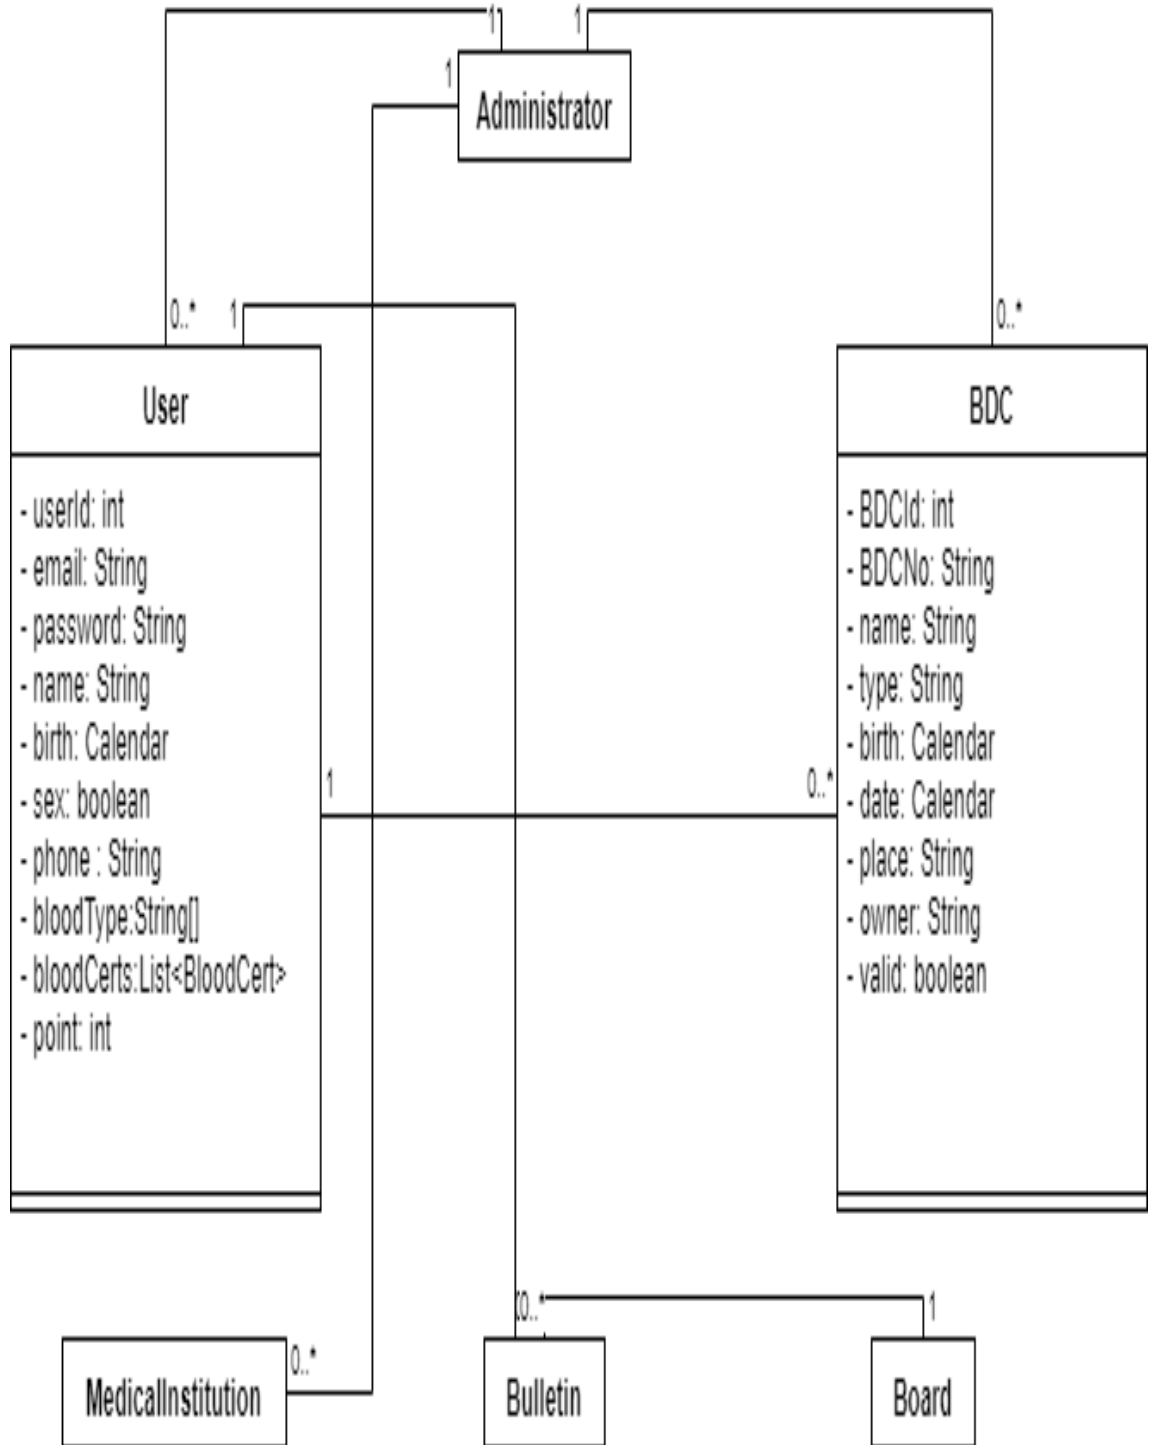 1
1
1
Administrator
0..*
1
0..*
User
- userId: int
- email: String
- password: String
- name: String
- birth: Calendar
- sex: boolean
- phone : String
- bloodType:String[]
- bloodCerts:List<BloodCert>
- point: int
1
0..*
BDC
- BDCId: int
- BDCNo: String
- name: String
- type: String
- birth: Calendar
- date: Calendar
- place: String
- owner: String
- valid: boolean
0..*
MedicalInstitution
0..*
Bulletin
1
Board